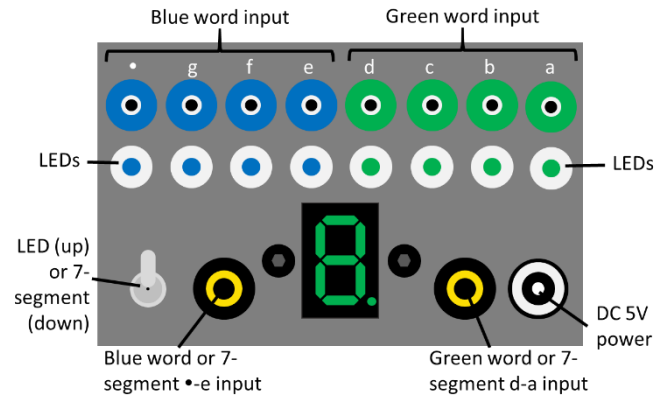 Blue word input
Green word input
• g f e d c b a
LEDs
LEDs
LED (up)
or 7-
segment
(down)
DC 5V
power
Blue word or 7-
segment •-e input
Green word or 7-
segment d-a input
8.